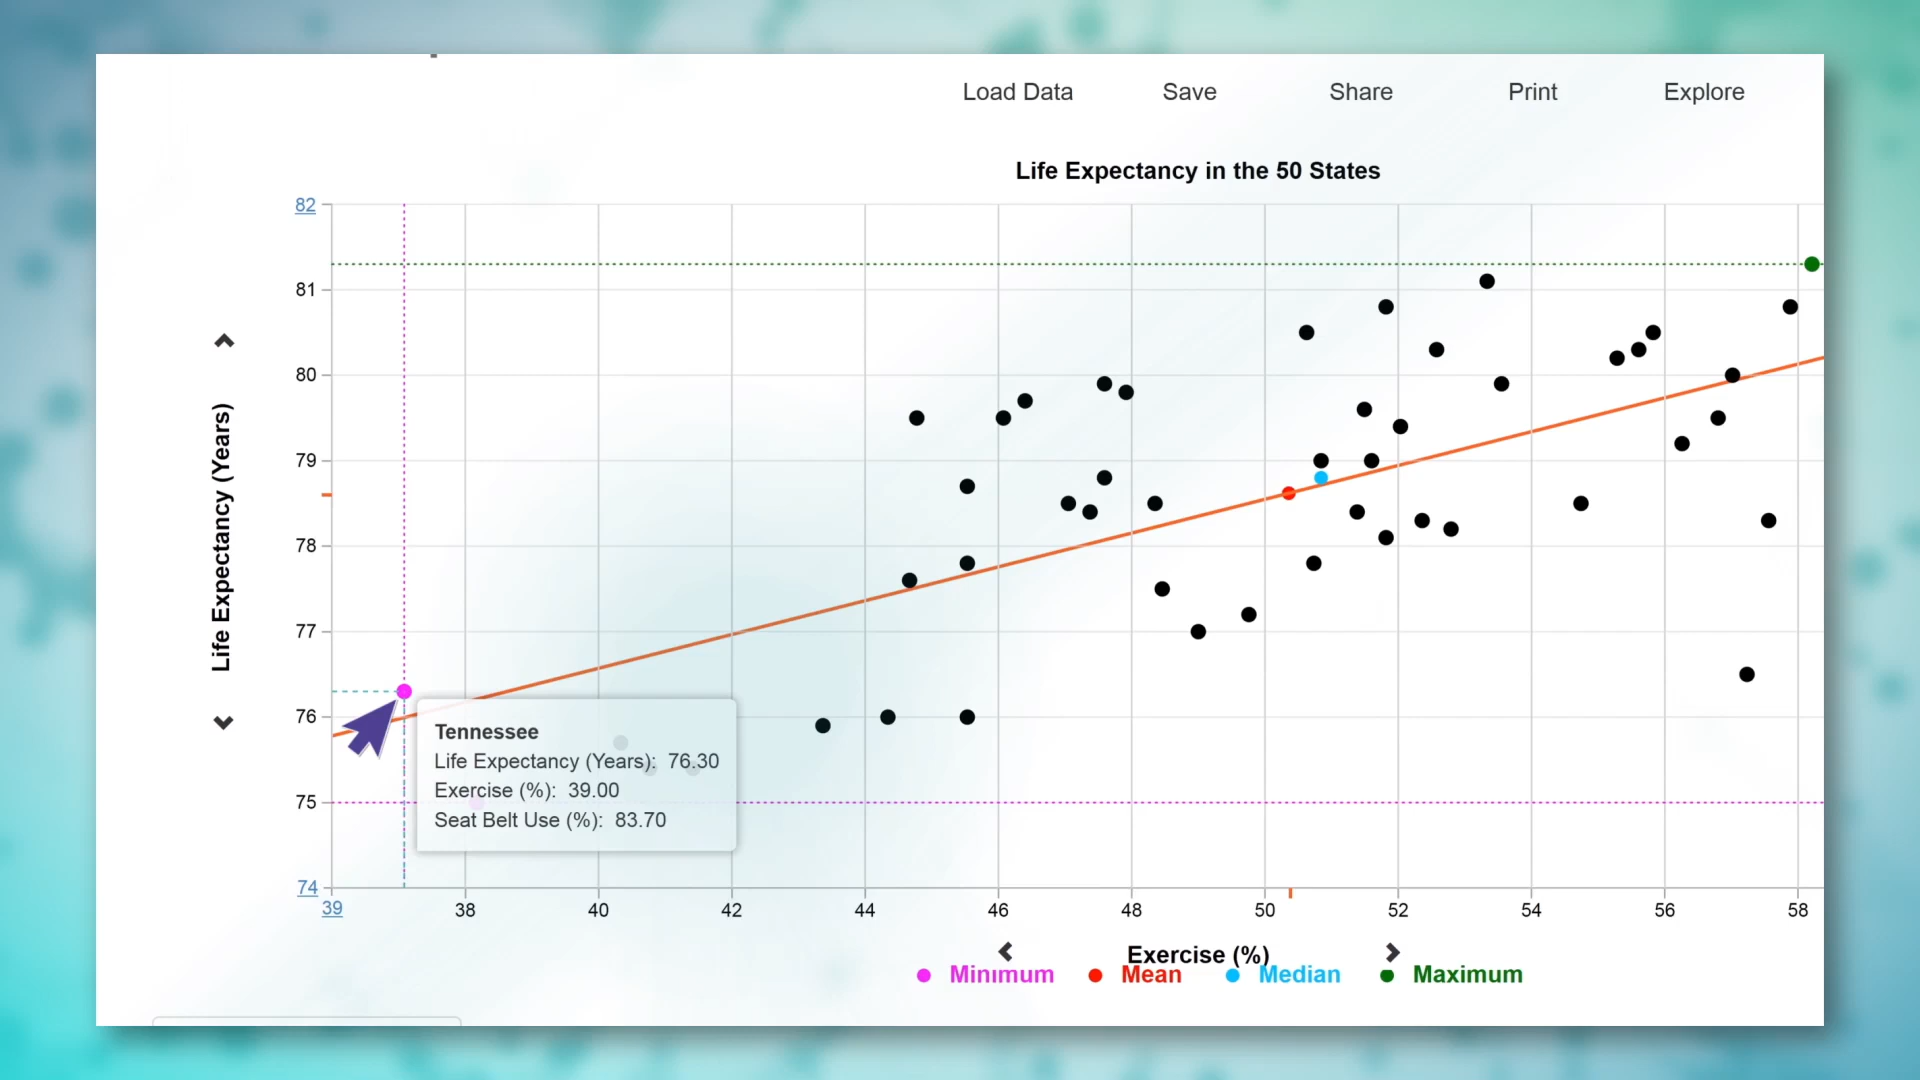 Load Data Save Share Print Explore
Life Expectancy in the 50 States
82
81
80
79
78
77
76
75
74
Life Expectancy (Years)
Tennessee
Life Expectancy (Years): 76.30
Exercise (%): 39.00
Seat Belt Use (%): 83.70
39 38 40 42 44 46 48 50 52 54 56 58
Exercise (%)
Minimum Mean Median Maximum